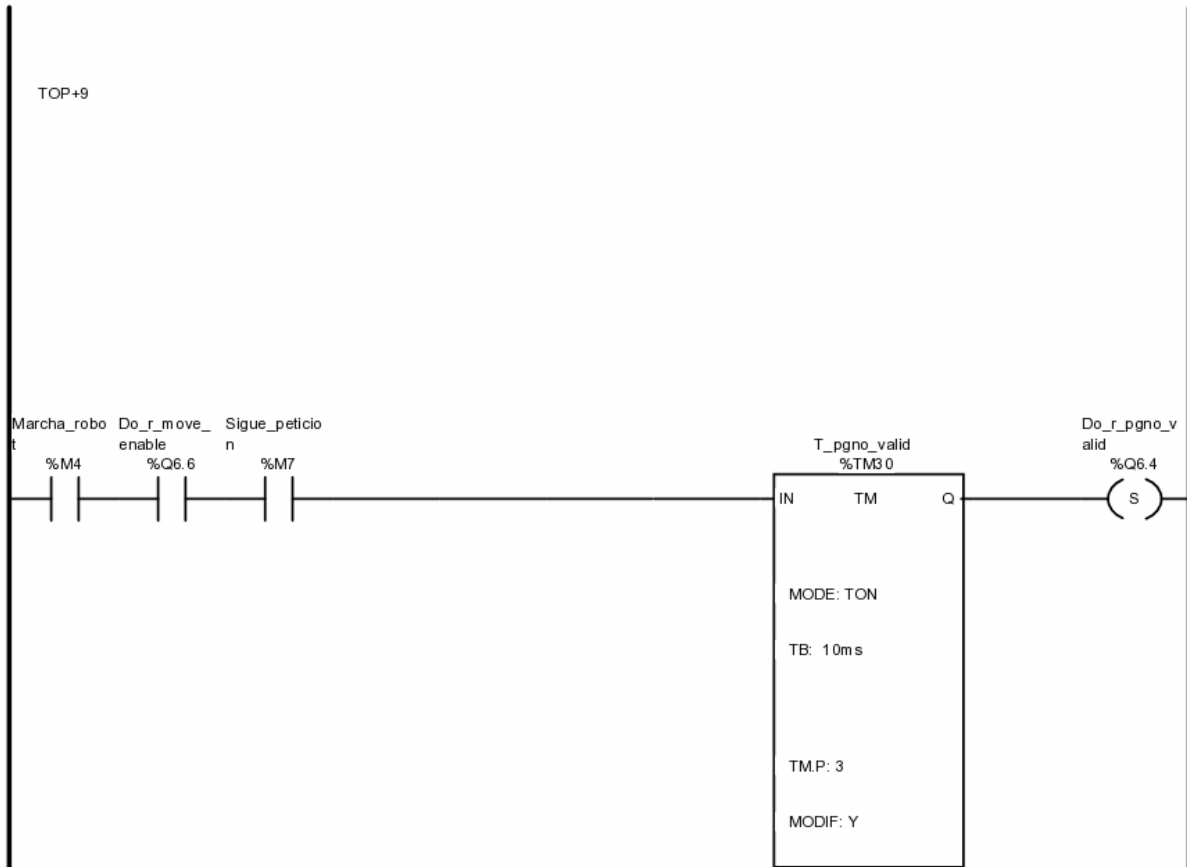 TOP+9
Marcha_robo
t
Do_r_move_
enable
Sigue_peticio
n
%M4
%Q6.6
%M7
T_pgno_valid
%TM30
Do_r_pgno_v
alid
%Q6.4
IN TM Q
S
MODE: TON
TB: 10ms
TM.P: 3
MODIF: Y